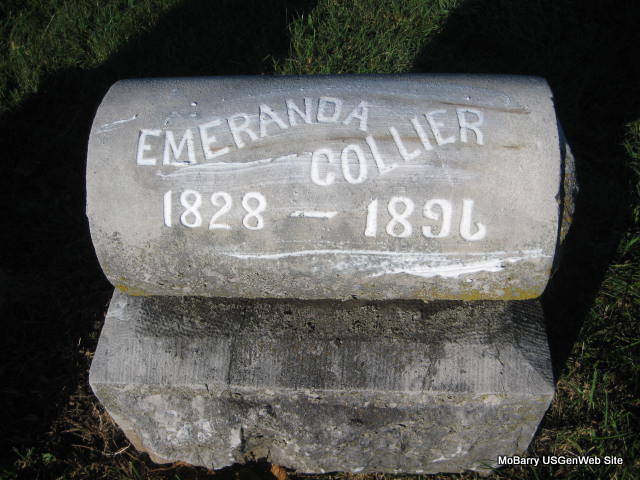 EMERANDA COLLIER
1828 — 1896
MoBarry USGenWeb Site